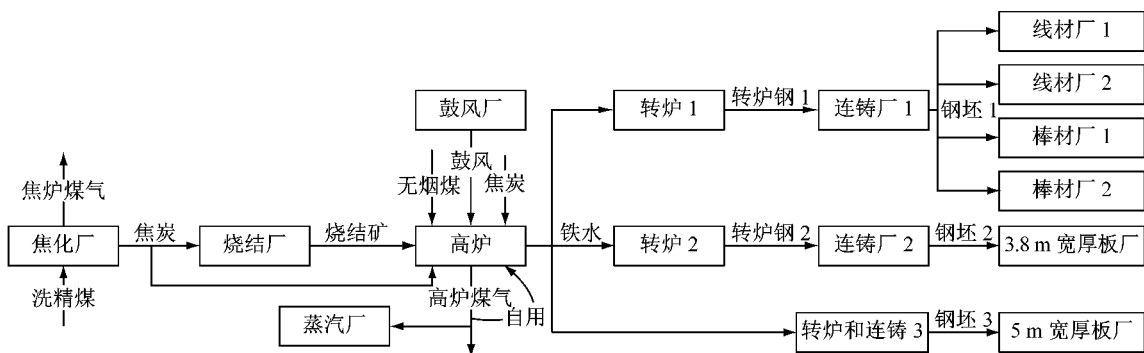 线材厂 1
线材厂 2
鼓风厂
转炉 1
转炉钢 1
连铸厂 1
钢坯 1
棒材厂 1
鼓风
焦炉煤气
无烟煤
焦炭
棒材厂 2
焦化厂
焦炭
烧结厂
烧结矿
高炉
铁水
转炉 2
转炉钢 2
连铸厂 2
钢坯 2
3.8 m 宽厚板厂
洗精煤
高炉煤气
蒸汽厂
自用
转炉和连铸 3
钢坯 3
5 m 宽厚板厂